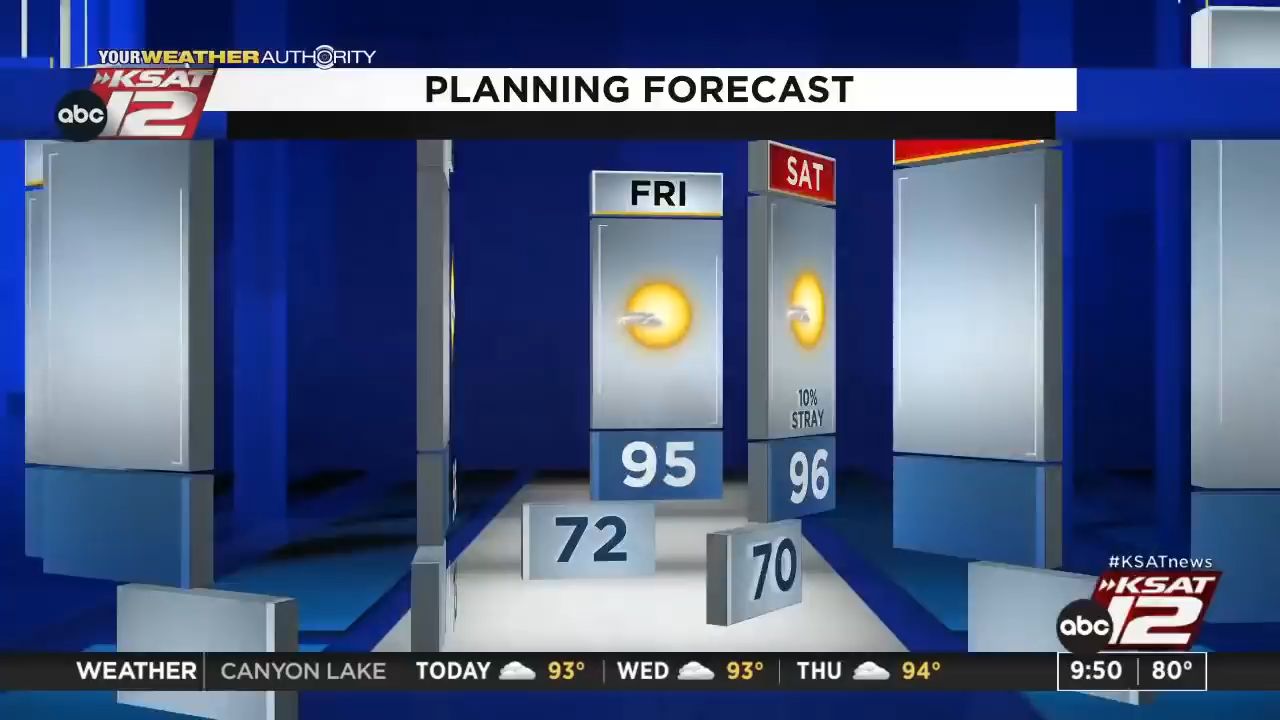 YOURWEATHERAUTHORITY
KSAT
abc 12
PLANNING FORECAST
FRI
SAT
10%
STRAY
95
96
72
70
#KSATnews
KSAT
abc 12
WEATHER CANYON LAKE TODAY 93° WED 93° THU 94° 9:50 80°